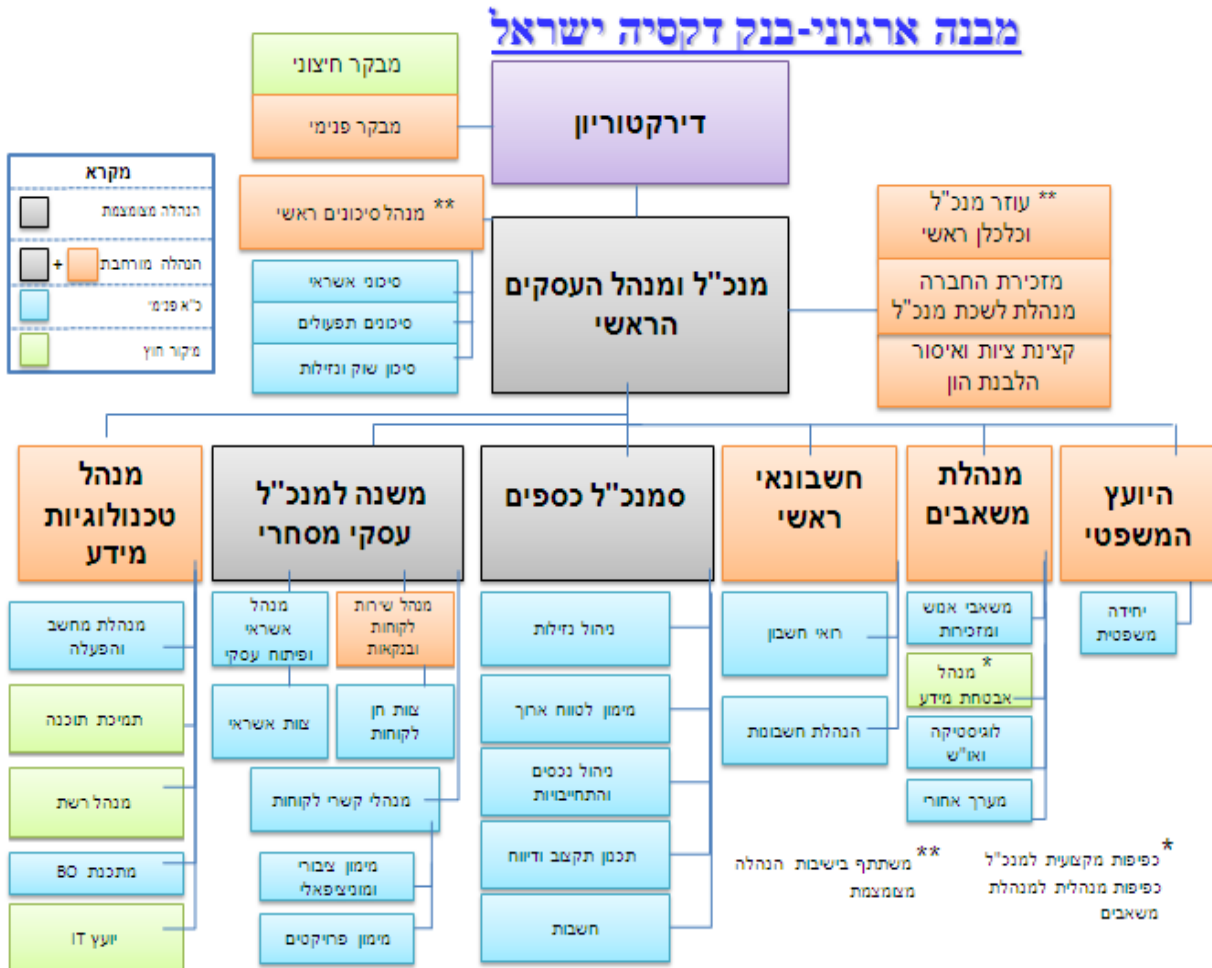 מבנה ארגוני-בנק דקסיה ישראל
מבקר חיצוני
מבקר פנימי
דירקטוריון
מקרא
הנהלה מצומצמת
הנהלה מורחבת
+
כ"א פנימי
מיקור חוץ
** מנהל סיכונים ראשי
סיכוני אשראי
סיכונים תפעולים
סיכון שוק ונזילות
מנכ"ל ומנהל העסקים
הראשי
** עוזר מנכ"ל
וכלכלן ראשי
מזכירת החברה
מנהלת לשכת מנכ"ל
קצינת ציות ואיסור
הלבנת הון
היועץ
המשפטי
יחידה
משפטית
מנהלת
משאבים
משאבי אנוש
ומזכירות
* מנהל
אבטחת מידע
לוגיסטיקה
ואו"ש
מערך אחורי
חשבונאי
ראשי
רואי חשבון
הנהלת חשבונות
סמנכ"ל כספים
ניהול נזילות
מימון לטווח ארוך
ניהול נכסים
והתחייבויות
תכנון תקצוב ודיווח
חשבות
משנה למנכ"ל
עסקי מסחרי
מנהל שירות
לקוחות
ובנקאות
צוות חן
לקוחות
מנהל
אשראי
ופיתוח עסקי
צוות אשראי
מנהלי קשרי לקוחות
מימון ציבורי
ומוניציפאלי
מימון פרויקטים
מנהל
טכנולוגיות
מידע
מנהלת מחשב
והפעלה
תמיכת תוכנה
מנהל רשת
מתכנת BO
יועץ IT
* כפיפות מקצועית למנכ"ל
כפיפות מנהלית למנהלת
משאבים
** משתתף בישיבות הנהלה
מצומצמת